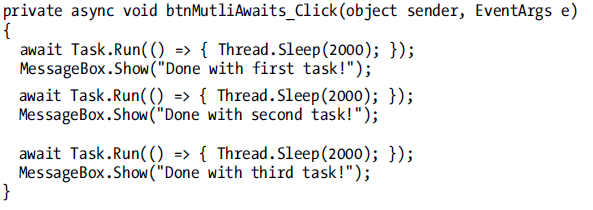 private async void btnMutliAwaits_Click(object sender, EventArgs e)
{
await Task.Run(() => { Thread.Sleep(2000); });
MessageBox.Show("Done with first task!");
await Task.Run(() => { Thread.Sleep(2000); });
MessageBox.Show("Done with second task!");
await Task.Run(() => { Thread.Sleep(2000); });
MessageBox.Show("Done with third task!");
}